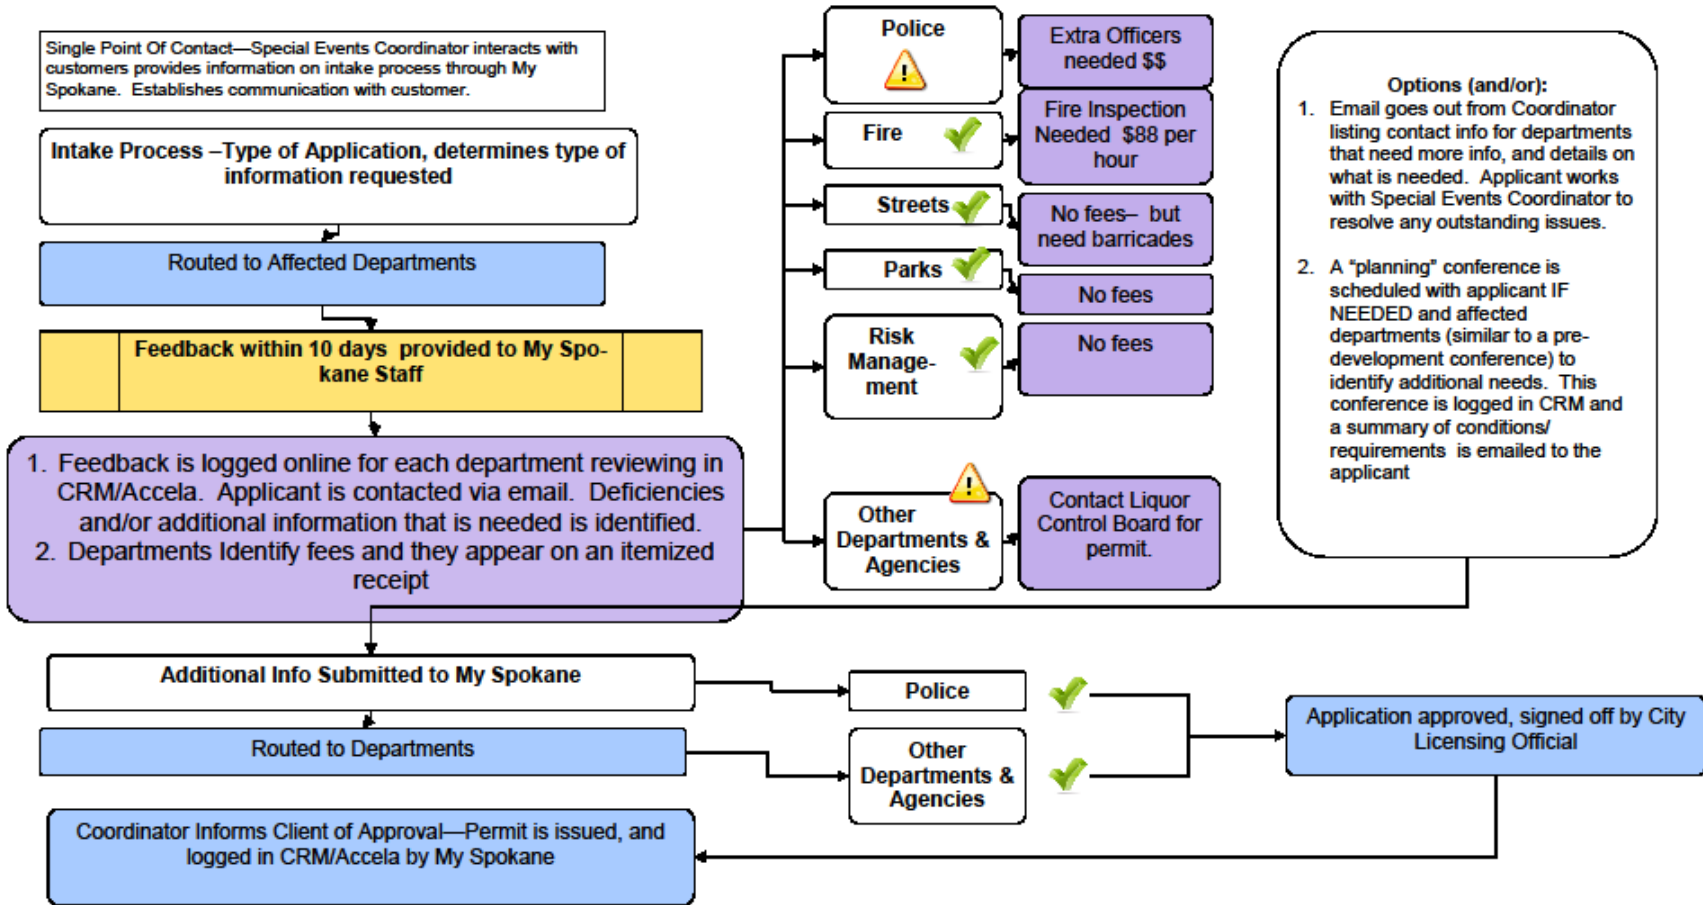 Single Point Of Contact—Special Events Coordinator interacts with
customers provides information on intake process through My
Spokane.  Establishes communication with customer.
Intake Process –Type of Application, determines type of
information requested
Routed to Affected Departments
Feedback within 10 days  provided to My Spo-
kane Staff
1. Feedback is logged online for each department reviewing in
CRM/Accela.  Applicant is contacted via email.  Deficiencies
and/or additional information that is needed is identified.
2. Departments Identify fees and they appear on an itemized
receipt
Police
Extra Officers
needed $$
Fire
Fire Inspection
Needed  $88 per
hour
Streets
No fees–  but
need barricades
Parks
No fees
Risk
Manage-
ment
No fees
Other
Departments &
Agencies
Contact Liquor
Control Board for
permit.
Options (and/or):
1. Email goes out from Coordinator
listing contact info for departments
that need more info, and details on
what is needed.  Applicant works
with Special Events Coordinator to
resolve any outstanding issues.
2. A “planning” conference is
scheduled with applicant IF
NEEDED and affected
departments (similar to a pre-
development conference) to
identify additional needs.  This
conference is logged in CRM and
a summary of conditions/
requirements  is emailed to the
applicant
Additional Info Submitted to My Spokane
Routed to Departments
Police
Other
Departments &
Agencies
Application approved, signed off by City
Licensing Official
Coordinator Informs Client of Approval—Permit is issued, and
logged in CRM/Accela by My Spokane